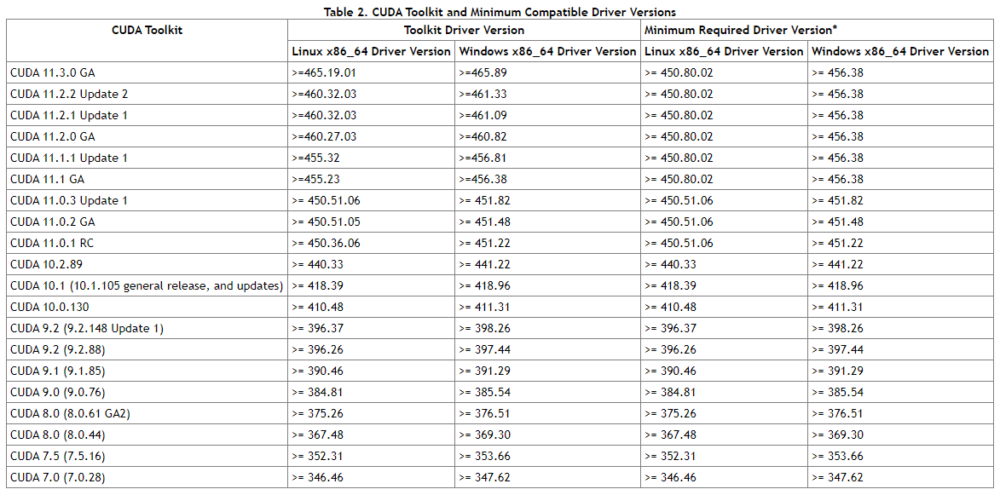 Table 2. CUDA Toolkit and Minimum Compatible Driver Versions
CUDA Toolkit Toolkit Driver Version Minimum Required Driver Version*
Linux x86_64 Driver Version Windows x86_64 Driver Version Linux x86_64 Driver Version Windows x86_64 Driver Version
CUDA 11.3.0 GA >=465.19.01 >=465.89 >= 450.80.02 >= 456.38
CUDA 11.2.2 Update 2 >=460.32.03 >=461.33 >= 450.80.02 >= 456.38
CUDA 11.2.1 Update 1 >=460.32.03 >=461.09 >= 450.80.02 >= 456.38
CUDA 11.2.0 GA >=460.27.03 >=460.82 >= 450.80.02 >= 456.38
CUDA 11.1.1 Update 1 >=455.32 >=456.81 >= 450.80.02 >= 456.38
CUDA 11.1 GA >=455.23 >=456.38 >= 450.80.02 >= 456.38
CUDA 11.0.3 Update 1 >= 450.51.06 >= 451.82 >= 450.51.06 >= 451.82
CUDA 11.0.2 GA >= 450.51.05 >= 451.48 >= 450.51.06 >= 451.48
CUDA 11.0.1 RC >= 450.36.06 >= 451.22 >= 450.51.06 >= 451.22
CUDA 10.2.89 >= 440.33 >= 441.22 >= 440.33 >= 441.22
CUDA 10.1 (10.1.105 general release, and updates) >= 418.39 >= 418.96 >= 418.39 >= 418.96
CUDA 10.0.130 >= 410.48 >= 411.31 >= 410.48 >= 411.31
CUDA 9.2 (9.2.148 Update 1) >= 396.37 >= 398.26 >= 396.37 >= 398.26
CUDA 9.2 (9.2.88) >= 396.26 >= 397.44 >= 396.26 >= 397.44
CUDA 9.1 (9.1.85) >= 390.46 >= 391.29 >= 390.46 >= 391.29
CUDA 9.0 (9.0.76) >= 384.81 >= 385.54 >= 384.81 >= 385.54
CUDA 8.0 (8.0.61 GA2) >= 375.26 >= 376.51 >= 375.26 >= 376.51
CUDA 8.0 (8.0.44) >= 367.48 >= 369.30 >= 367.48 >= 369.30
CUDA 7.5 (7.5.16) >= 352.31 >= 353.66 >= 352.31 >= 353.66
CUDA 7.0 (7.0.28) >= 346.46 >= 347.62 >= 346.46 >= 347.62